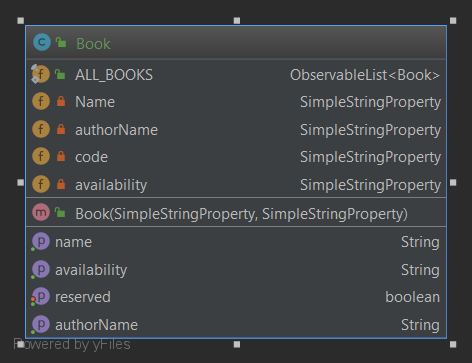 Book
ALL_BOOKS ObservableList<Book>
Name SimpleStringProperty
authorName SimpleStringProperty
code SimpleStringProperty
availability SimpleStringProperty
Book(SimpleStringProperty, SimpleStringProperty)
name String
availability String
reserved boolean
authorName String
Powered by yFiles